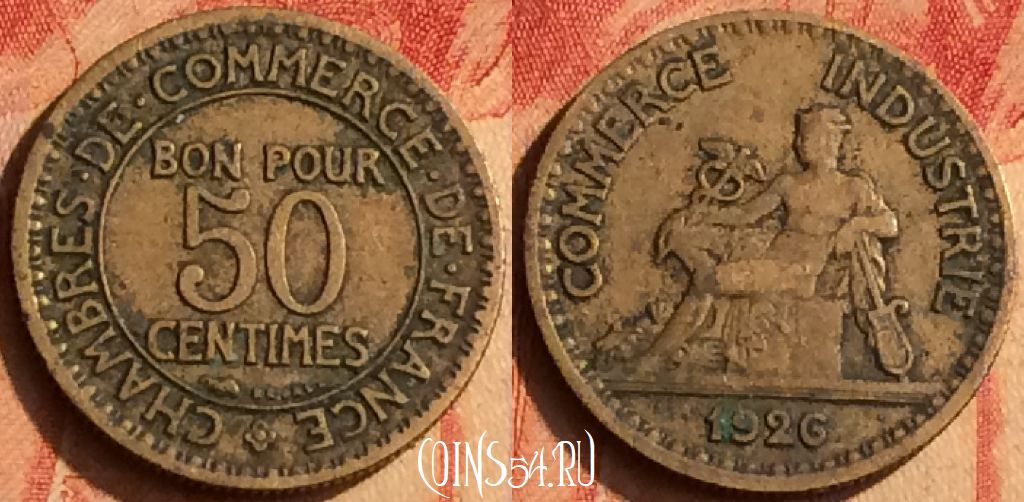 CHAMBRES · DE · COMMERCE · DE · FRANCE
BON POUR
50
CENTIMES
COMMERCE INDUSTRIE
1926
COINS54.RU